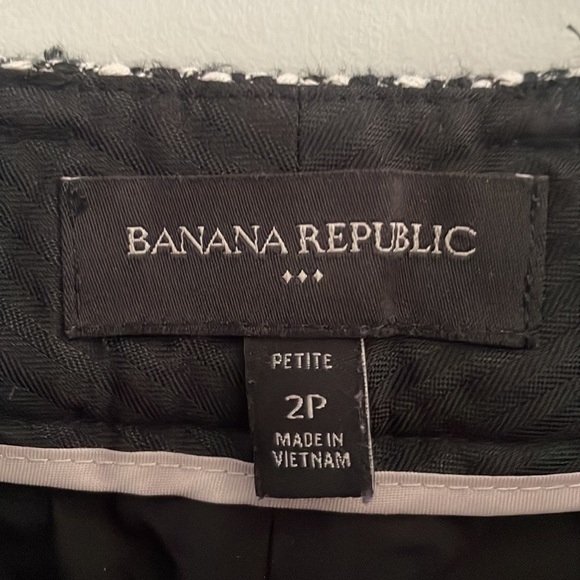 BANANA REPUBLIC
PETITE
2P
MADE IN
VIETNAM